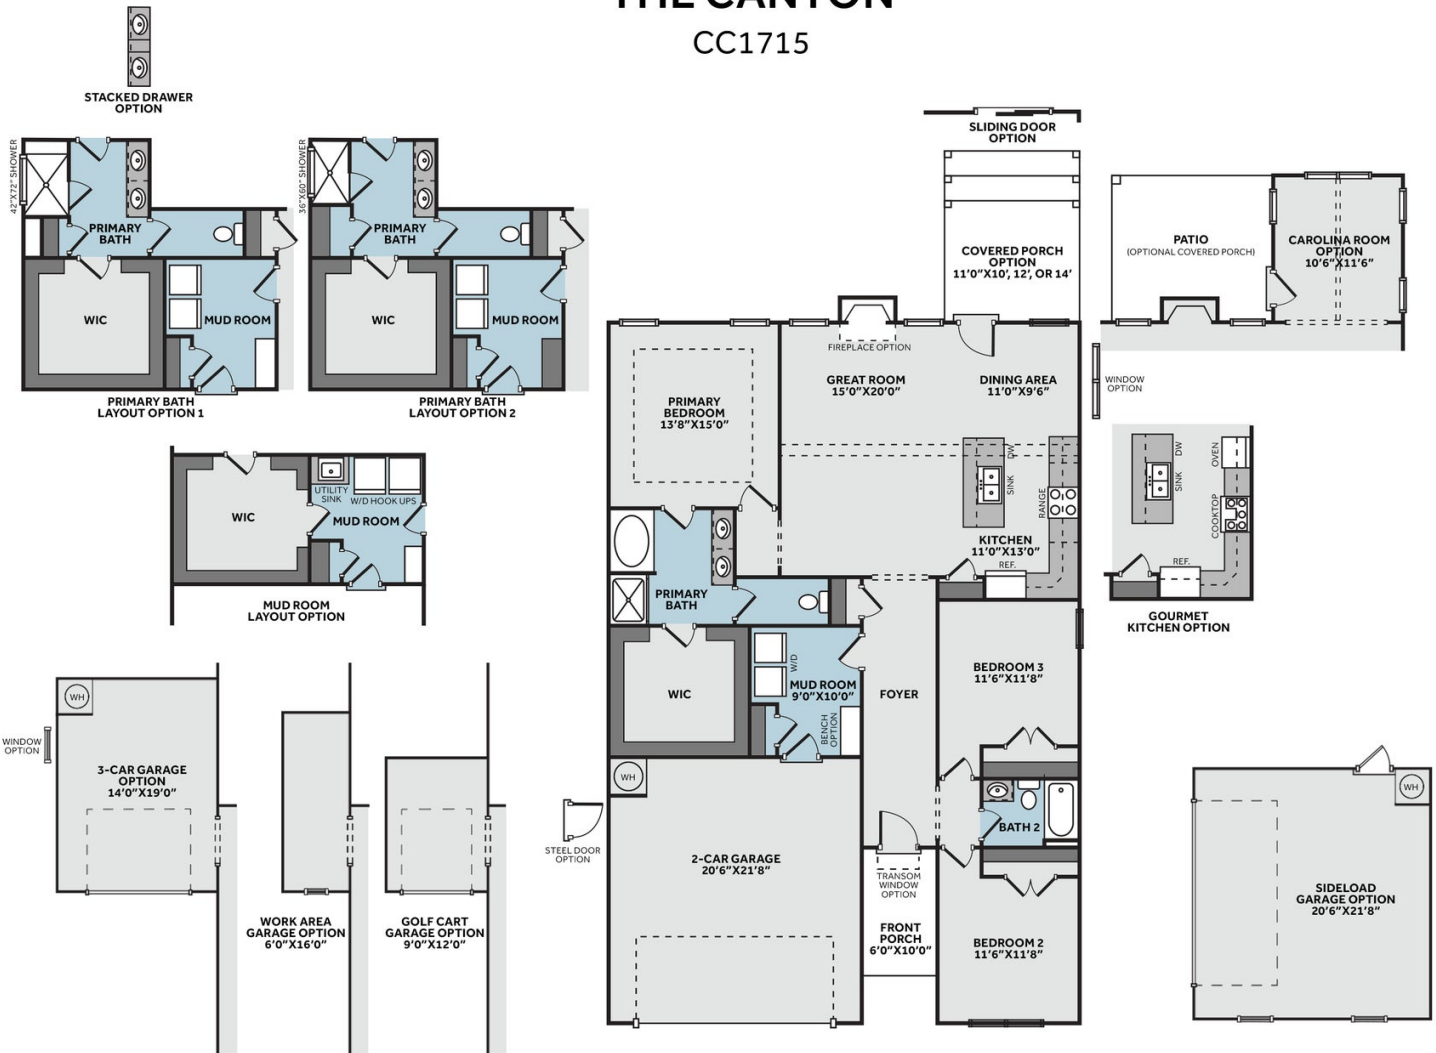 THE CANYON
CC1715
STACKED DRAWER
OPTION
42"X72" SHOWER
PRIMARY
BATH
WIC
MUD ROOM
PRIMARY BATH
LAYOUT OPTION 1
36"X60" SHOWER
PRIMARY
BATH
WIC
MUD ROOM
PRIMARY BATH
LAYOUT OPTION 2
WIC
UTILITY
SINK
W/D HOOK UPS
MUD ROOM
MUD ROOM
LAYOUT OPTION
SLIDING DOOR
OPTION
COVERED PORCH
OPTION
11'0"X10', 12', OR 14'
PATIO
(OPTIONAL COVERED PORCH)
CAROLINA ROOM
OPTION
10'6"X11'6"
WINDOW
OPTION
FIREPLACE OPTION
GREAT ROOM
15'0"X20'0"
DINING AREA
11'0"X9'6"
PRIMARY
BEDROOM
13'8"X15'0"
DW
SINK
RANGE
KITCHEN
11'0"X13'0"
REF.
DW
SINK
OVEN
COOKTOP
REF.
GOURMET
KITCHEN OPTION
PRIMARY
BATH
WIC
W/D
MUD ROOM
9'0"X10'0"
BENCH
OPTION
FOYER
BEDROOM 3
11'6"X11'8"
BATH 2
WH
2-CAR GARAGE
20'6"X21'8"
STEEL DOOR
OPTION
TRANSOM
WINDOW
OPTION
FRONT
PORCH
6'0"X10'0"
BEDROOM 2
11'6"X11'8"
WH
WINDOW
OPTION
3-CAR GARAGE
OPTION
14'0"X19'0"
WORK AREA
GARAGE OPTION
6'0"X16'0"
GOLF CART
GARAGE OPTION
9'0"X12'0"
WH
SIDELOAD
GARAGE OPTION
20'6"X21'8"